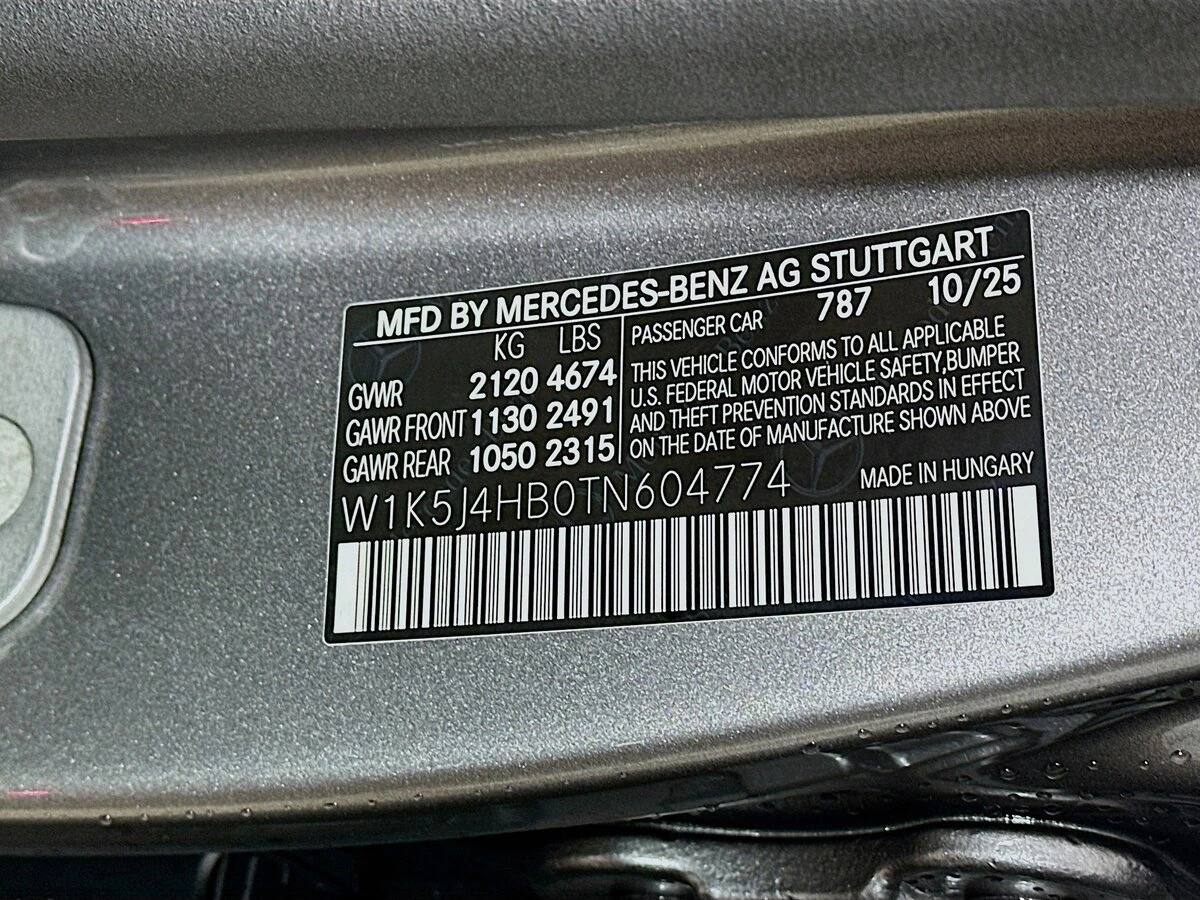 MFD BY MERCEDES-BENZ AG STUTTGART
KG LBS
GVWR 2120 4674
GAWR FRONT 1130 2491
GAWR REAR 1050 2315
PASSENGER CAR 787 10/25
THIS VEHICLE CONFORMS TO ALL APPLICABLE
U.S. FEDERAL MOTOR VEHICLE SAFETY,BUMPER
AND THEFT PREVENTION STANDARDS IN EFFECT
ON THE DATE OF MANUFACTURE SHOWN ABOVE
W1K5J4HB0TN604774
MADE IN HUNGARY